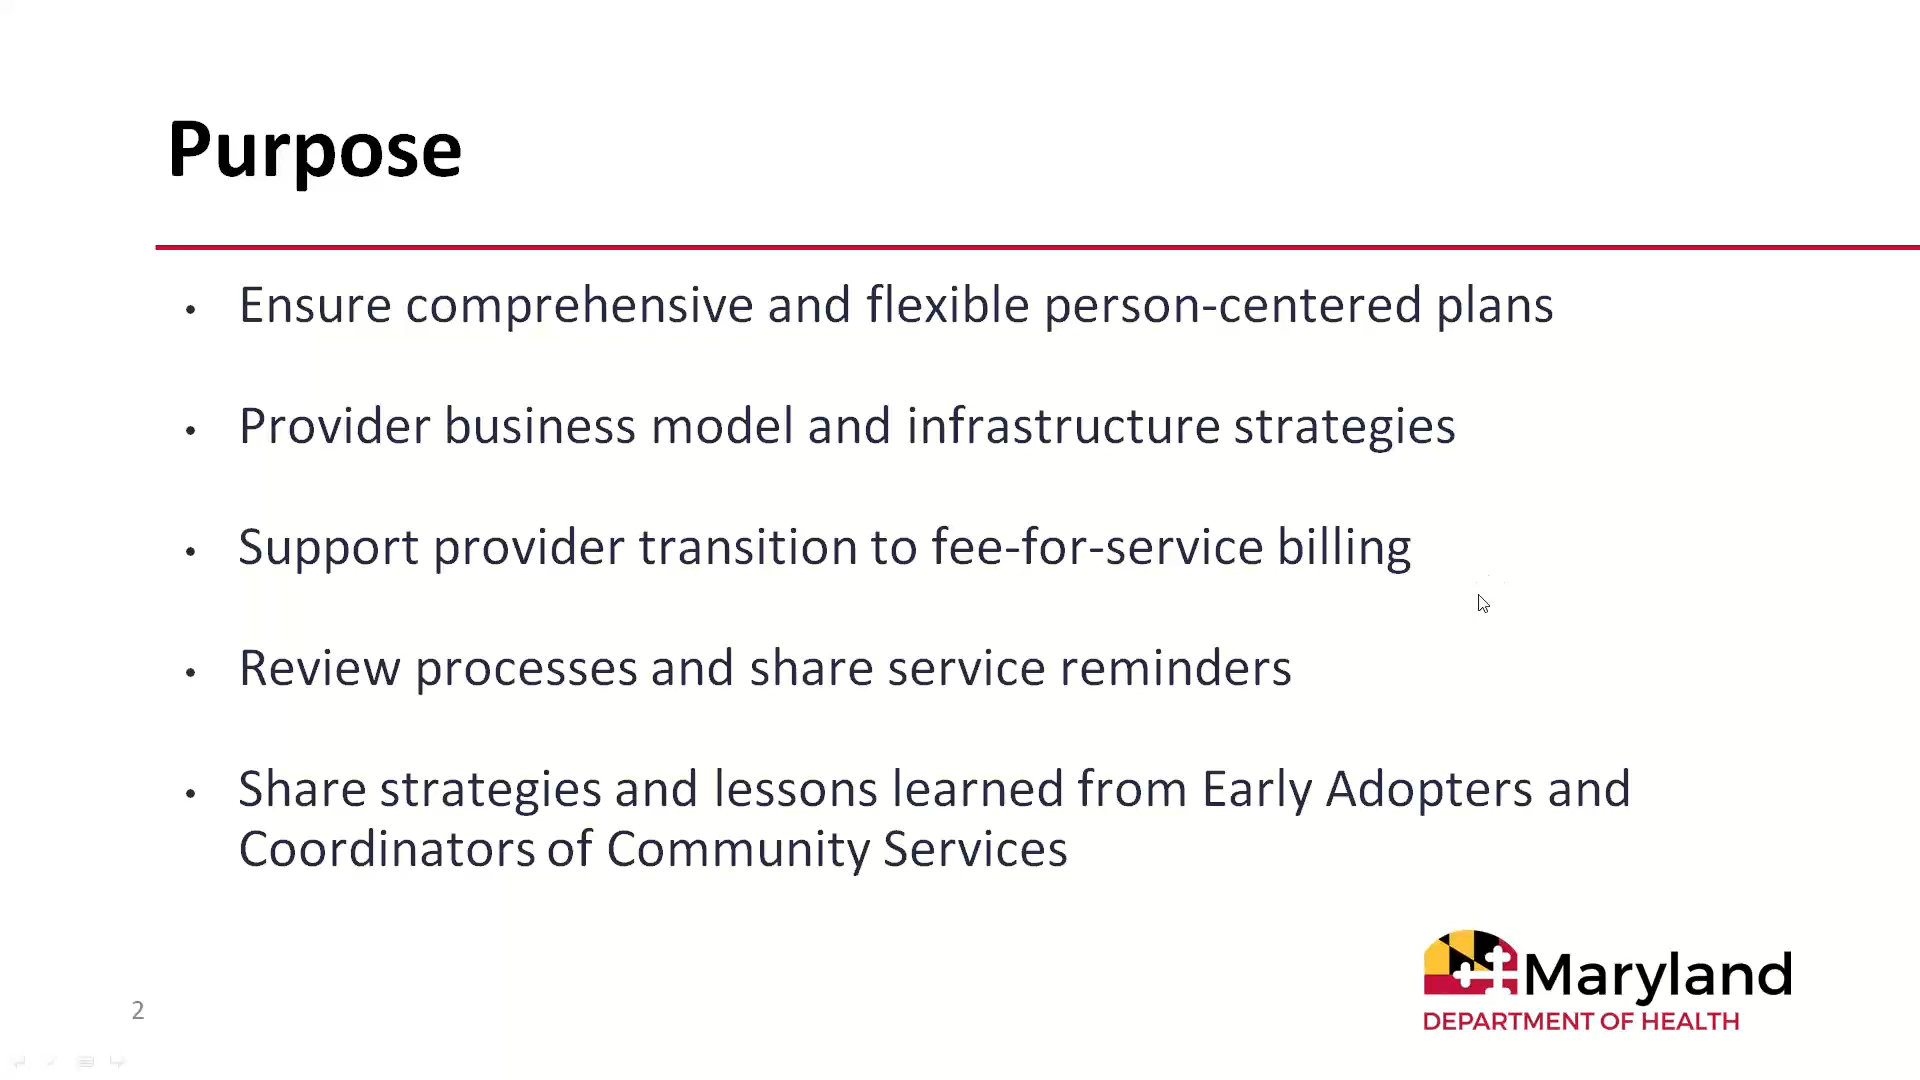 Purpose
• Ensure comprehensive and flexible person-centered plans
• Provider business model and infrastructure strategies
• Support provider transition to fee-for-service billing
• Review processes and share service reminders
• Share strategies and lessons learned from Early Adopters and
Coordinators of Community Services
Maryland
DEPARTMENT OF HEALTH
2